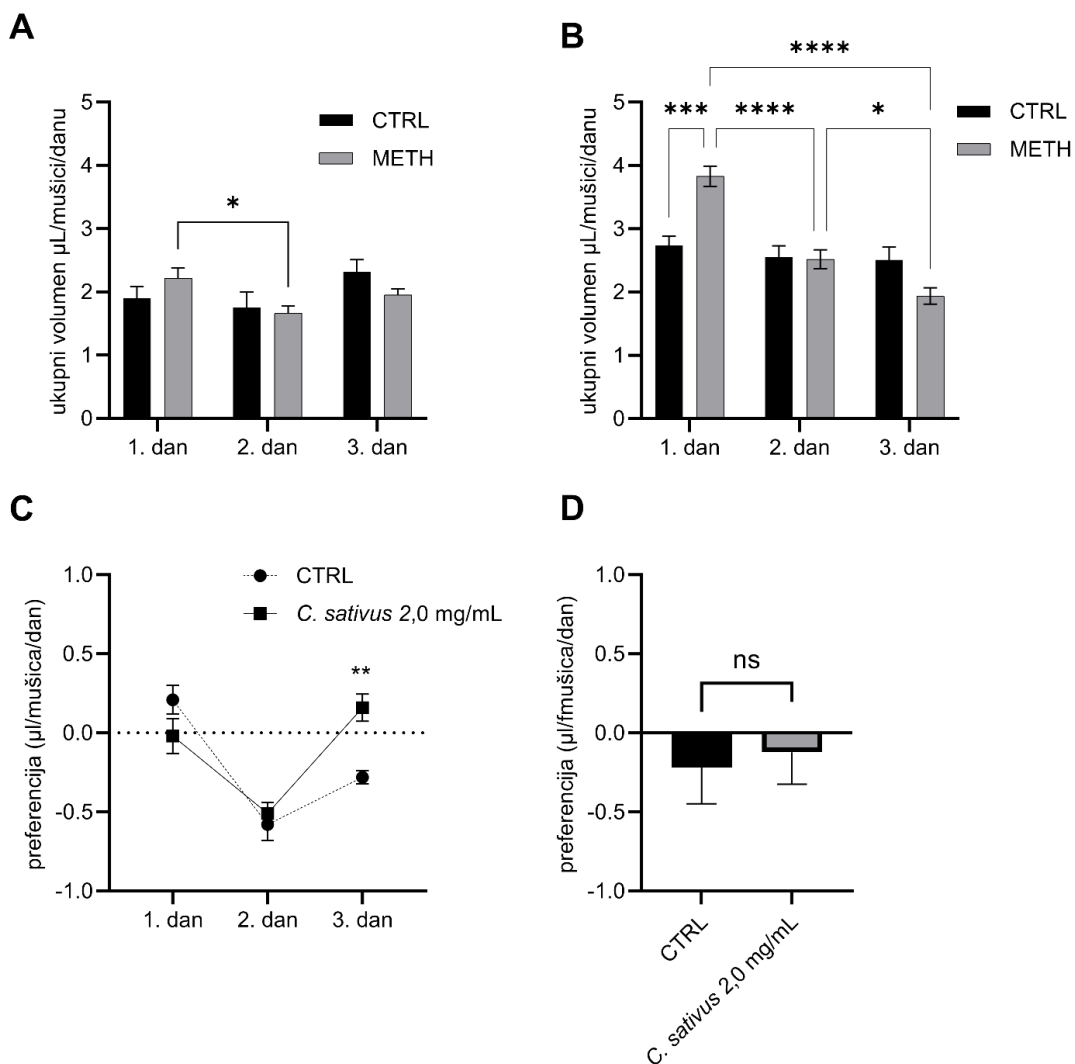 A
ukupni volumen µL/mušici/danu
5
4
3
2
1
0
CTRL
METH
*
1. dan
2. dan
3. dan
B
ukupni volumen µL/mušici/danu
5
4
3
2
1
0
****
***
****
*
CTRL
METH
1. dan
2. dan
3. dan
C
preferencija (µl/mušica/dan)
1.0
0.5
0.0
-0.5
-1.0
CTRL
C. sativus 2,0 mg/mL
**
1. dan
2. dan
3. dan
D
preferencija (µl/fmušica/dan)
1.0
0.5
0.0
-0.5
-1.0
ns
CTRL
C. sativus 2,0 mg/mL